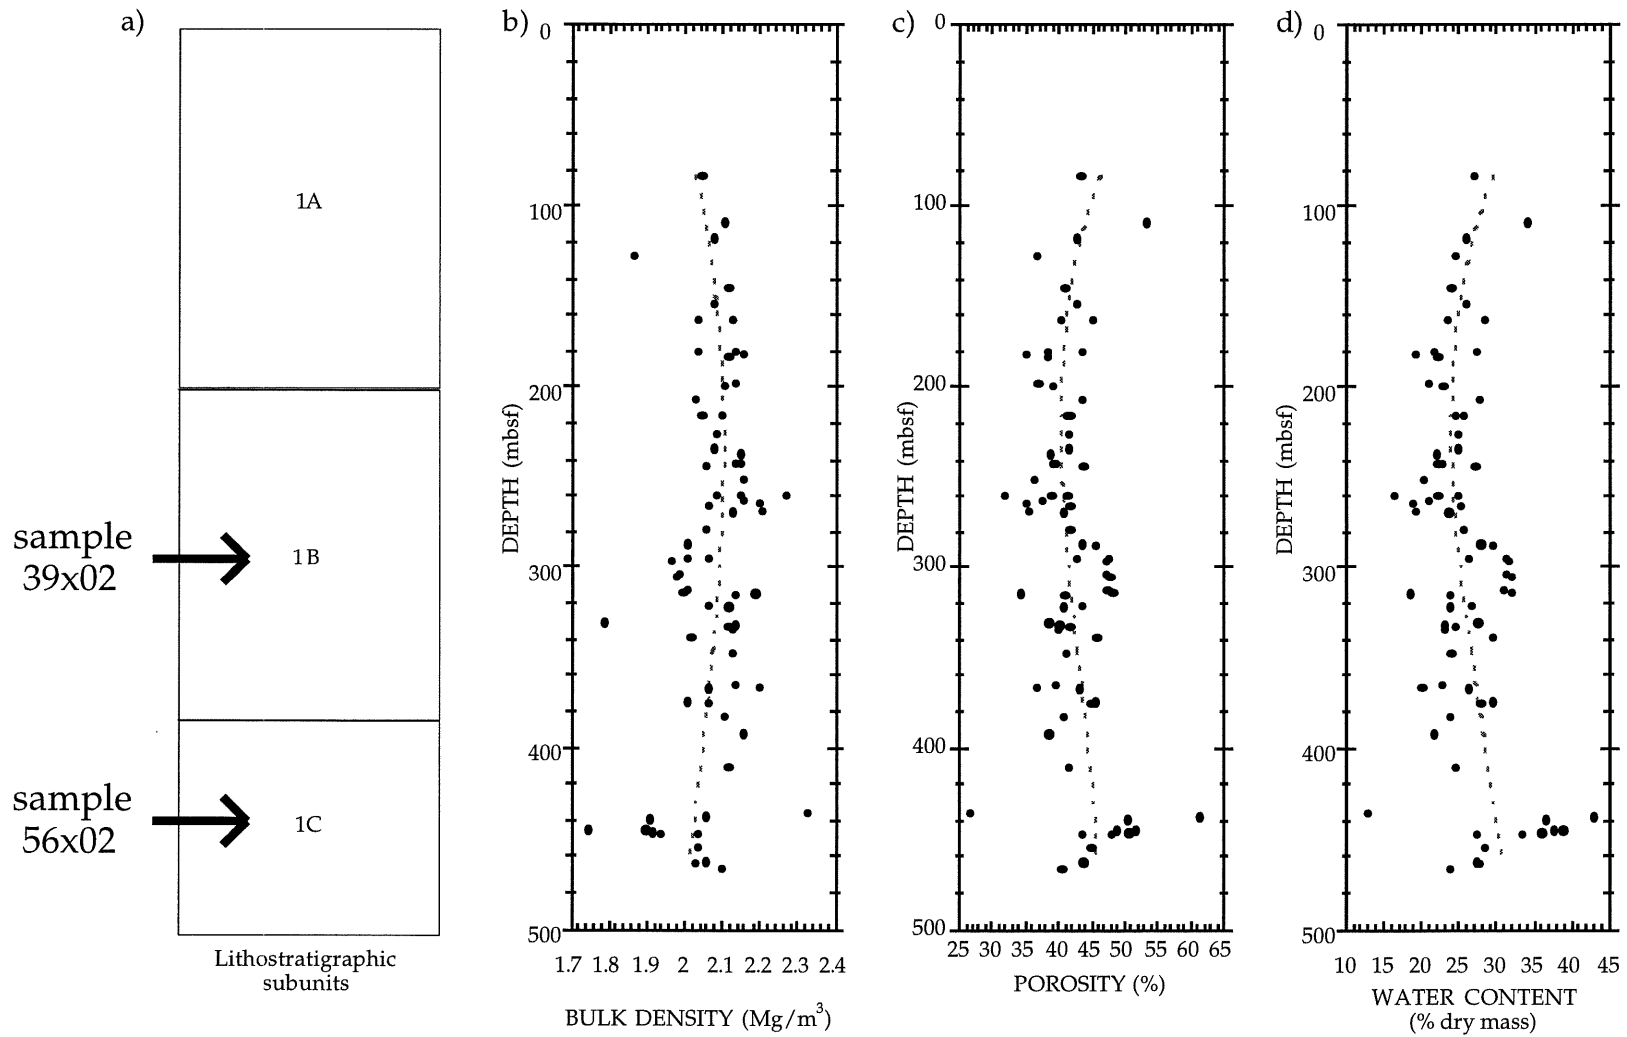 a)
1A
1B
1C
sample
39x02
sample
56x02
Lithostratigraphic
subunits
b)
0
100
200
300
400
500
DEPTH (mbsf)
1.7 1.8 1.9 2 2.1 2.2 2.3 2.4
BULK DENSITY (Mg/m³)
c)
0
100
200
300
400
500
DEPTH (mbsf)
25 30 35 40 45 50 55 60 65
POROSITY (%)
d)
0
100
200
300
400
500
DEPTH (mbsf)
10 15 20 25 30 35 40 45
WATER CONTENT
(% dry mass)